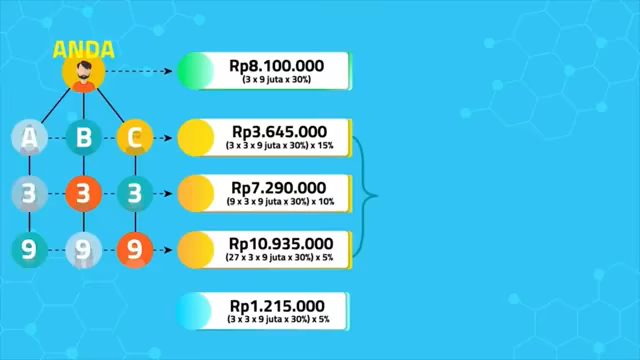 ANDA
Rp8.100.000
(3 x 9 juta x 30%)
A B C
Rp3.645.000
(3 x 3 x 9 juta x 30%) x 15%
3 3 3
Rp7.290.000
(9 x 3 x 9 juta x 30%) x 10%
9 9 9
Rp10.935.000
(27 x 3 x 9 juta x 30%) x 5%
Rp1.215.000
(3 x 3 x 9 juta x 30%) x 5%